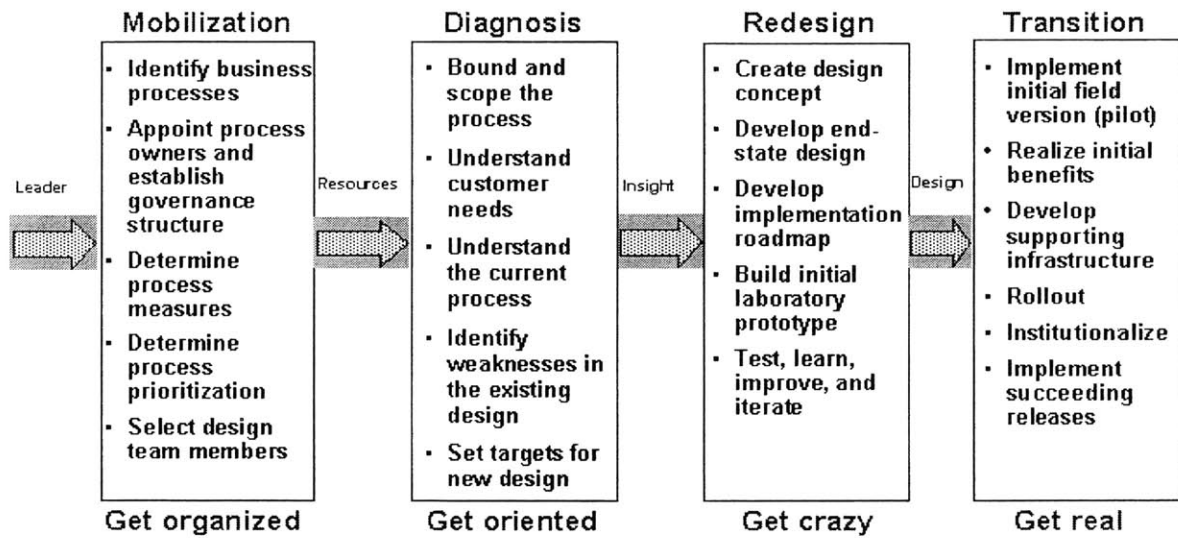 Mobilization
Leader
▪ Identify business
processes
▪ Appoint process
owners and
establish
governance
structure
▪ Determine
process
measures
▪ Determine
process
prioritization
▪ Select design
team members
Get organized
Diagnosis
Resources
▪ Bound and
scope the
process
▪ Understand
customer
needs
▪ Understand
the current
process
▪ Identify
weaknesses in
the existing
design
▪ Set targets for
new design
Get oriented
Redesign
Insight
▪ Create design
concept
▪ Develop end-
state design
▪ Develop
implementation
roadmap
▪ Build initial
laboratory
prototype
▪ Test, learn,
improve, and
iterate
Get crazy
Transition
Design
▪ Implement
initial field
version (pilot)
• Realize initial
benefits
• Develop
supporting
infrastructure
▪ Rollout
▪ Institutionalize
▪ Implement
succeeding
releases
Get real